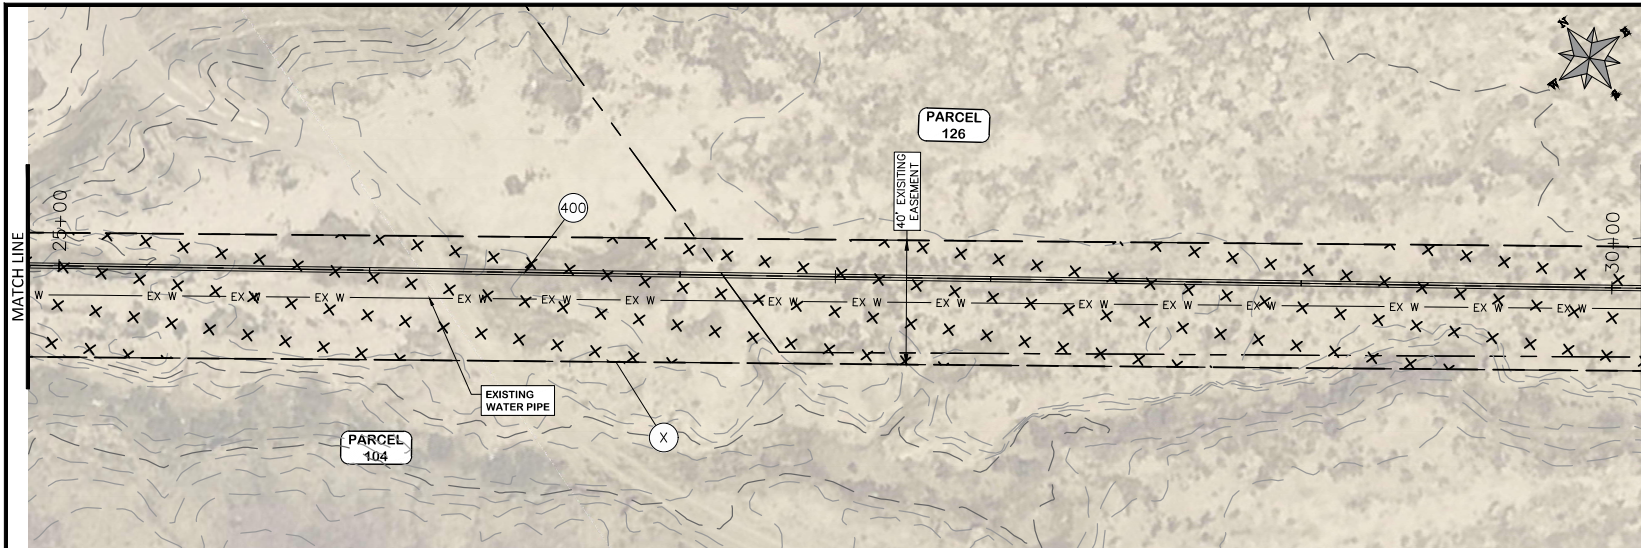 PARCEL
126
40' EXISITING
EASEMENT
400
25+00
30+00
MATCH LINE
W EX W EX W EX W EX W EX W EX W EX W EX W EX W EX W EX W EX W EX W EX W EX W
EXISTING
WATER PIPE
X
PARCEL
104